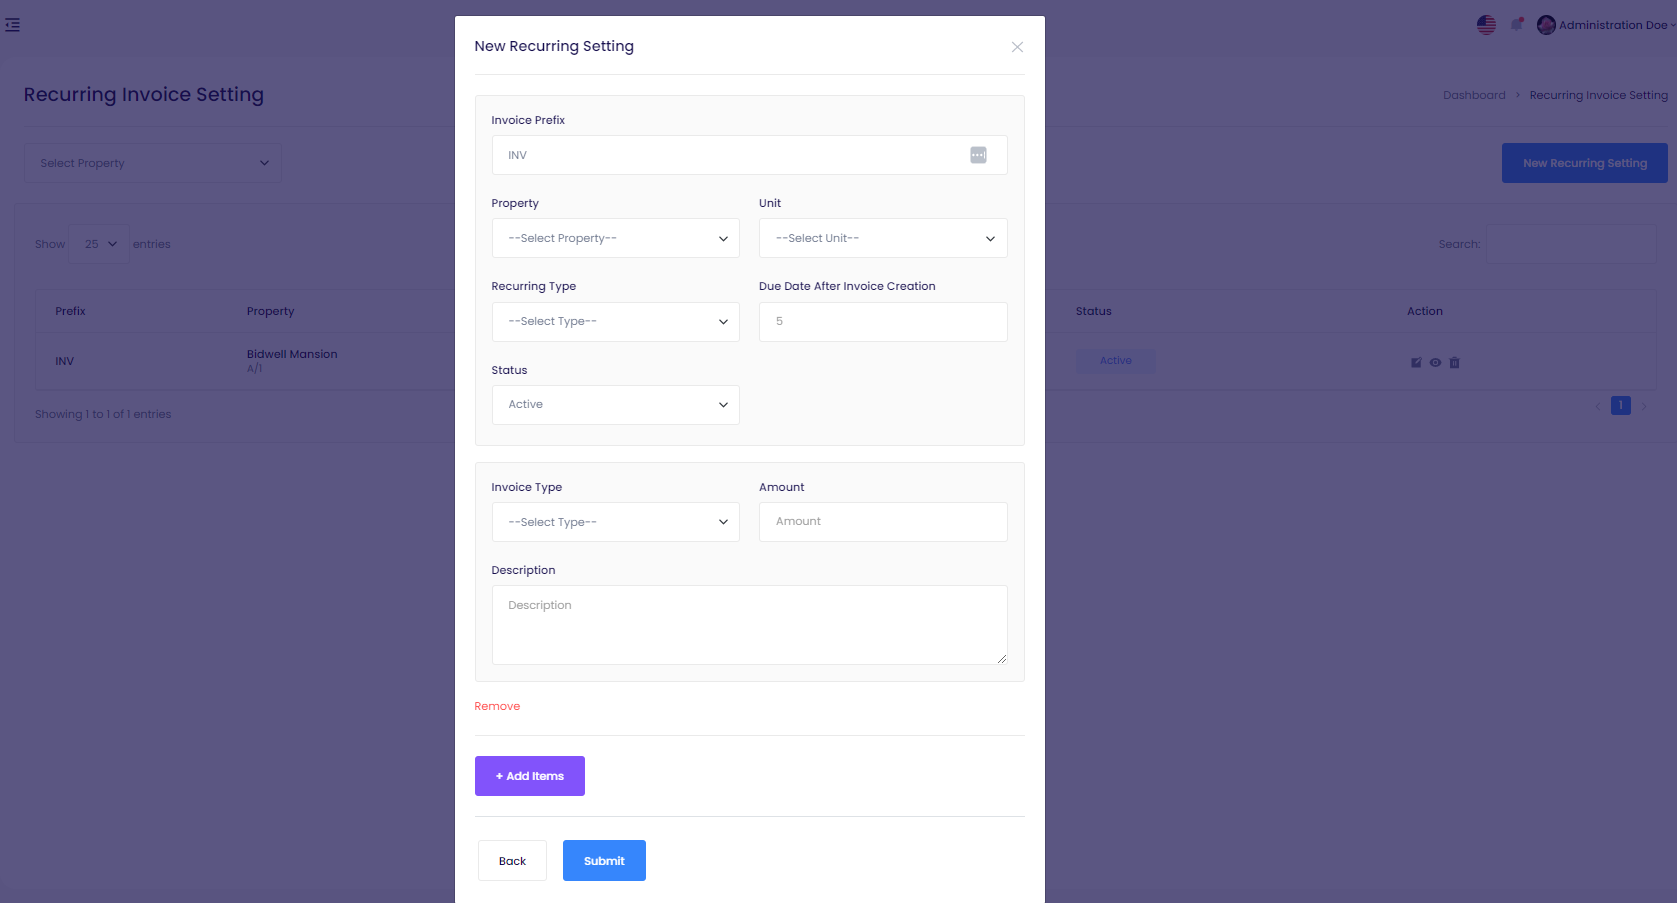 Administration Doe
New Recurring Setting
Recurring Invoice Setting
Dashboard > Recurring Invoice Setting
Select Property
New Recurring Setting
Show 25 entries
Search:
Prefix Property Status Action
INV
Bidwell Mansion
A/1
Active
Showing 1 to 1 of 1 entries
1
Invoice Prefix
INV
Property Unit
--Select Property-- --Select Unit--
Recurring Type Due Date After Invoice Creation
--Select Type-- 5
Status
Active
Invoice Type Amount
--Select Type-- Amount
Description
Description
Remove
+ Add Items
Back Submit